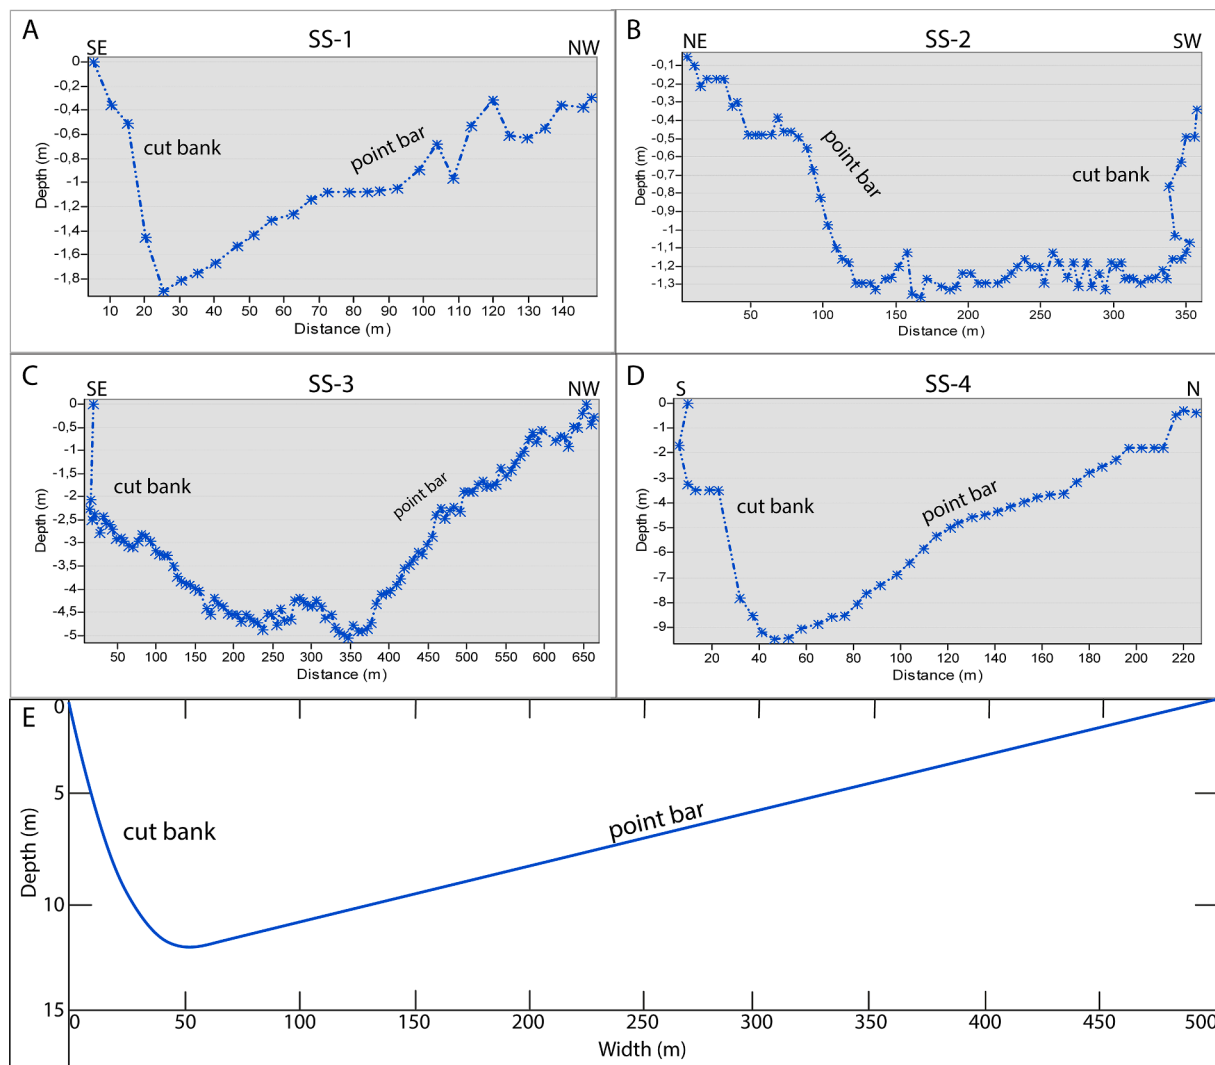 A
SS-1
SE
NW
0
-0,2
-0,4
-0,6
-0,8
-1
-1,2
-1,4
-1,6
-1,8
Depth (m)
cut bank
point bar
10 20 30 40 50 60 70 80 90 100 110 120 130 140
Distance (m)
B
SS-2
NE
SW
-0,1
-0,2
-0,3
-0,4
-0,5
-0,6
-0,7
-0,8
-0,9
-1
-1.1
-1.2
-1.3
Depth (m)
point bar
cut bank
50 100 150 200 250 300 350
Distance (m)
C
SS-3
SE
NW
0
-0,5
-1
-1,5
-2
-2,5
-3
-3,5
-4
-4,5
-5
Depth (m)
cut bank
point bar
50 100 150 200 250 300 350 400 450 500 550 600 650
Distance (m)
D
SS-4
S
N
0
-1
-2
-3
-4
-5
-6
-7
-8
-9
Depth (m)
cut bank
point bar
20 40 60 80 100 120 140 160 180 200 220
Distance (m)
E
0
5
10
15
Depth (m)
cut bank
point bar
0 50 100 150 200 250 300 350 400 450 500
Width (m)